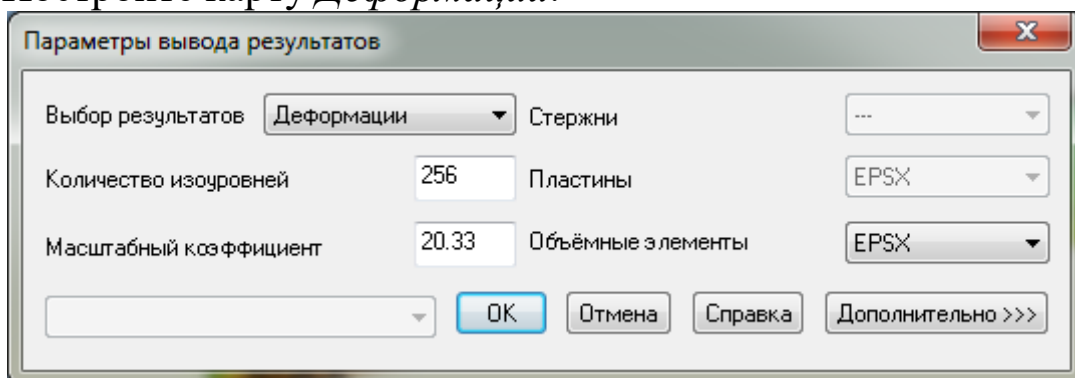 Постройте карту Деформации.
Параметры вывода результатов
Выбор результатов Деформации Стержни ---
Количество изоуровней 256 Пластины EPSX
Масштабный коэффициент 20.33 Объёмные элементы EPSX
OK Отмена Справка Дополнительно >>>